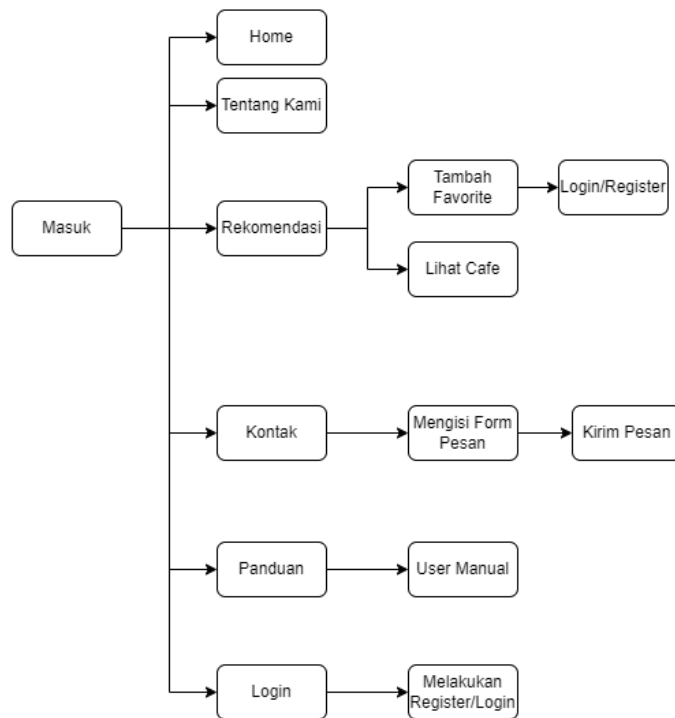 Home
Tentang Kami
Masuk
Rekomendasi
Tambah
Favorite
Login/Register
Lihat Cafe
Kontak
Mengisi Form
Pesan
Kirim Pesan
Panduan
User Manual
Login
Melakukan
Register/Login